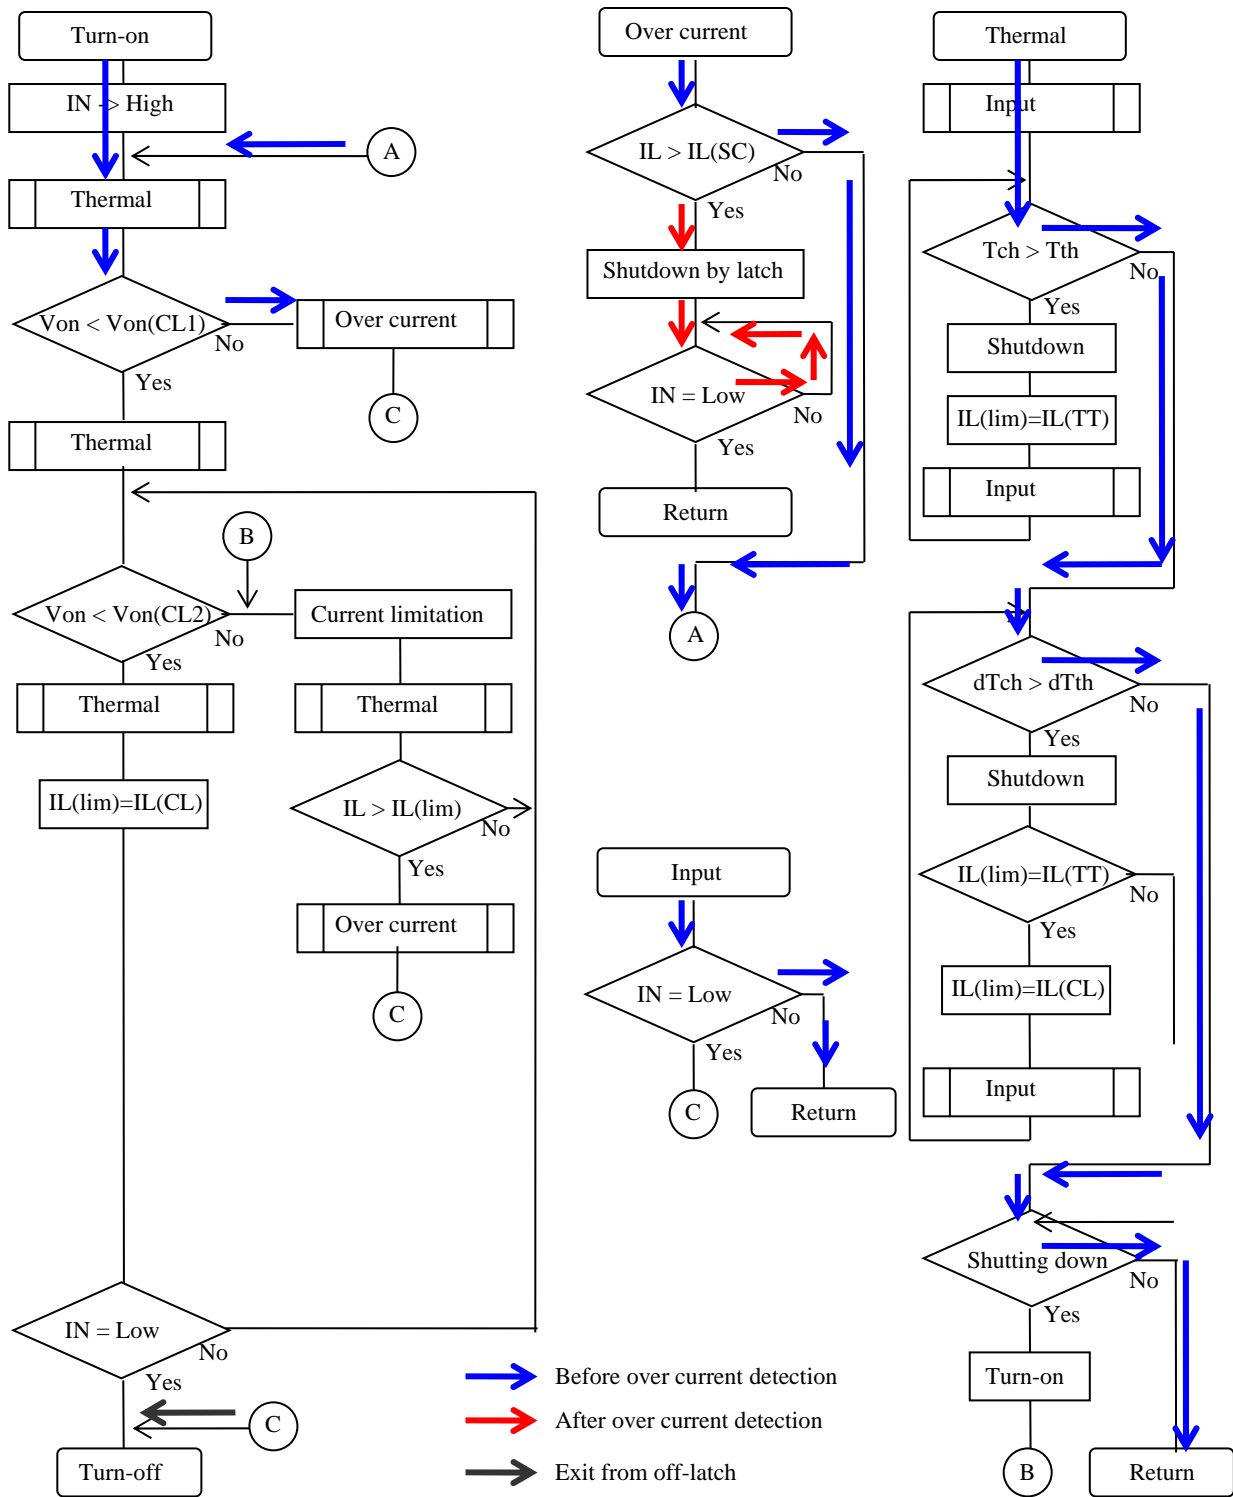 Turn-on
IN -> High
A
Thermal
Von < Von(CL1)
No
Yes
Over current
C
Thermal
B
Von < Von(CL2)
No
Yes
Current limitation
Thermal
Thermal
IL(lim)=IL(CL)
IL > IL(lim)
No
Yes
Over current
C
IN = Low
No
Yes
C
Turn-off
Over current
IL > IL(SC)
No
Yes
Shutdown by latch
IN = Low
No
Yes
Return
A
Input
IN = Low
No
Yes
C
Return
Before over current detection
After over current detection
Exit from off-latch
Thermal
Input
Tch > Tth
No
Yes
Shutdown
IL(lim)=IL(TT)
Input
dTch > dTth
No
Yes
Shutdown
IL(lim)=IL(TT)
No
Yes
IL(lim)=IL(CL)
Input
Shutting down
No
Yes
Turn-on
B
Return